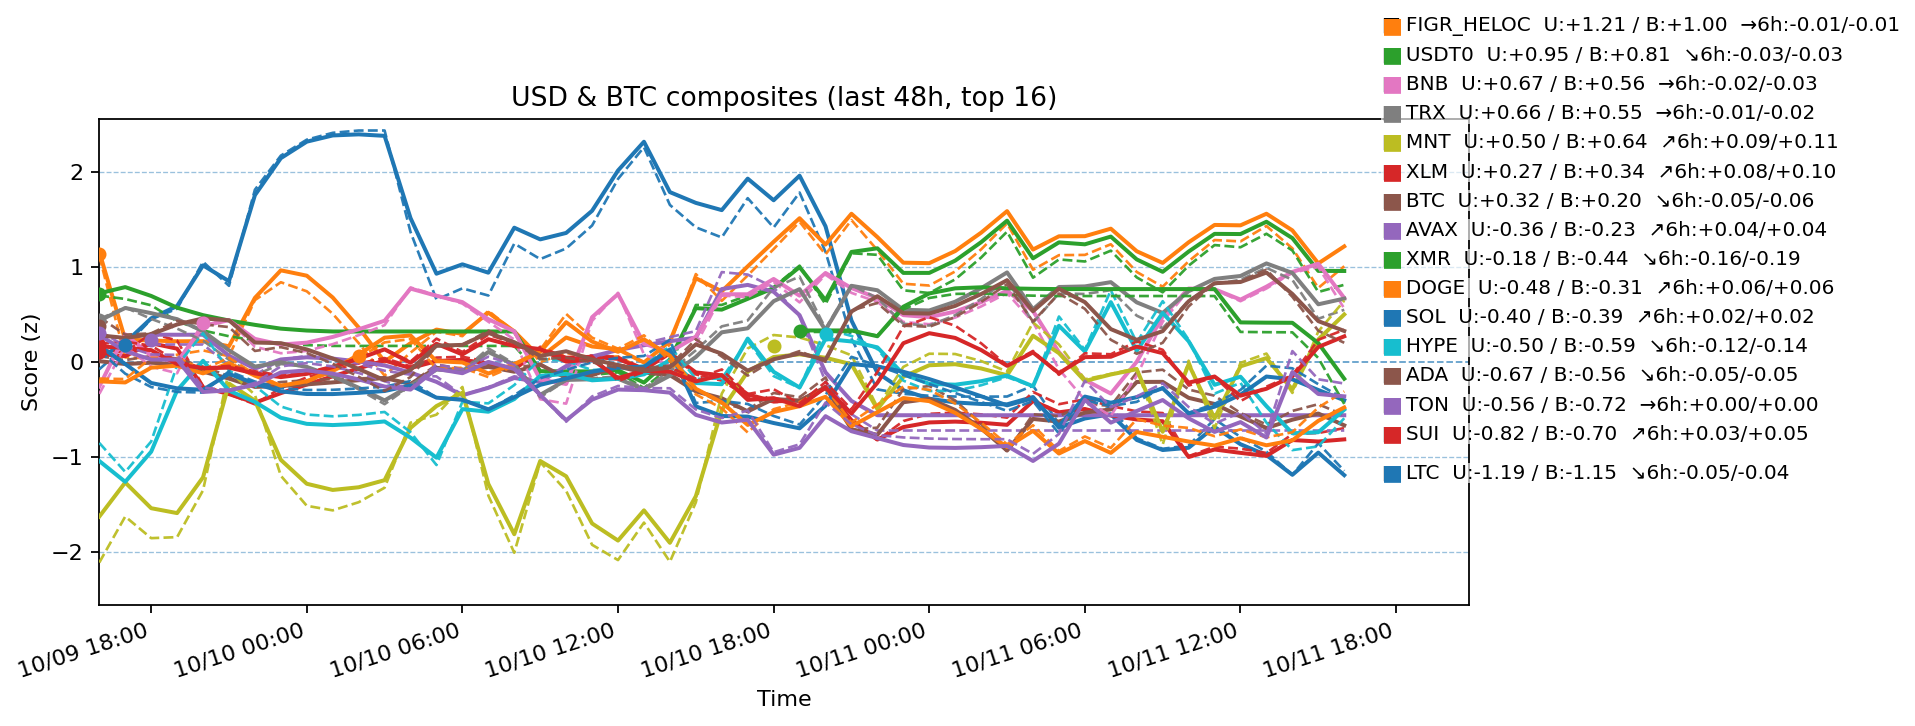 FIGR_HELOC U:+1.21 / B:+1.00 →6h:-0.01/-0.01
USDT0 U:+0.95 / B:+0.81 ↘6h:-0.03/-0.03
BNB U:+0.67 / B:+0.56 →6h:-0.02/-0.03
TRX U:+0.66 / B:+0.55 →6h:-0.01/-0.02
MNT U:+0.50 / B:+0.64 ↗6h:+0.09/+0.11
XLM U:+0.27 / B:+0.34 ↗6h:+0.08/+0.10
BTC U:+0.32 / B:+0.20 ↘6h:-0.05/-0.06
AVAX U:-0.36 / B:-0.23 ↗6h:+0.04/+0.04
XMR U:-0.18 / B:-0.44 ↘6h:-0.16/-0.19
DOGE U:-0.48 / B:-0.31 ↗6h:+0.06/+0.06
SOL U:-0.40 / B:-0.39 ↗6h:+0.02/+0.02
HYPE U:-0.50 / B:-0.59 ↘6h:-0.12/-0.14
ADA U:-0.67 / B:-0.56 ↘6h:-0.05/-0.05
TON U:-0.56 / B:-0.72 →6h:+0.00/+0.00
SUI U:-0.82 / B:-0.70 ↗6h:+0.03/+0.05
LTC U:-1.19 / B:-1.15 ↘6h:-0.05/-0.04
USD & BTC composites (last 48h, top 16)
Score (z)
2
1
0
−1
−2
10/09 18:00
10/10 00:00
10/10 06:00
10/10 12:00
10/10 18:00
10/11 00:00
10/11 06:00
10/11 12:00
10/11 18:00
Time